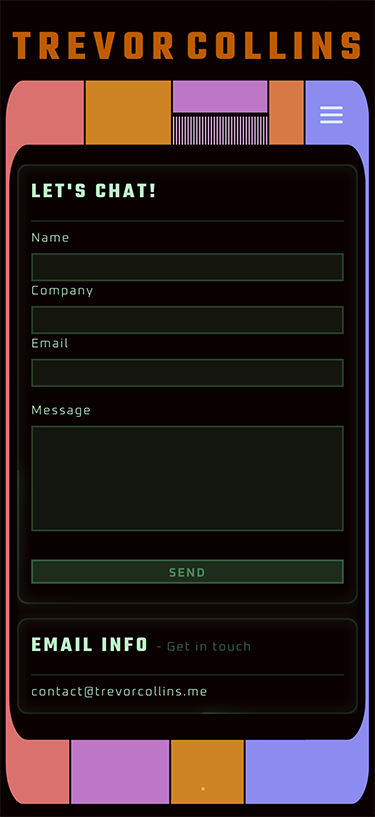 TREVOR COLLINS
LET'S CHAT!
Name
Company
Email
Message
SEND
EMAIL INFO - Get in touch
contact@trevorcollins.me